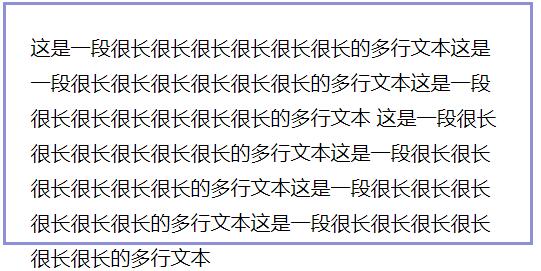 这是一段很长很长很长很长很长很长的多行文本这是
一段很长很长很长很长很长很长的多行文本这是一段
很长很长很长很长很长很长的多行文本 这是一段很长
很长很长很长很长很长的多行文本这是一段很长很长
很长很长很长很长的多行文本这是一段很长很长很长
很长很长很长的多行文本这是一段很长很长很长很长
很长很长的多行文本